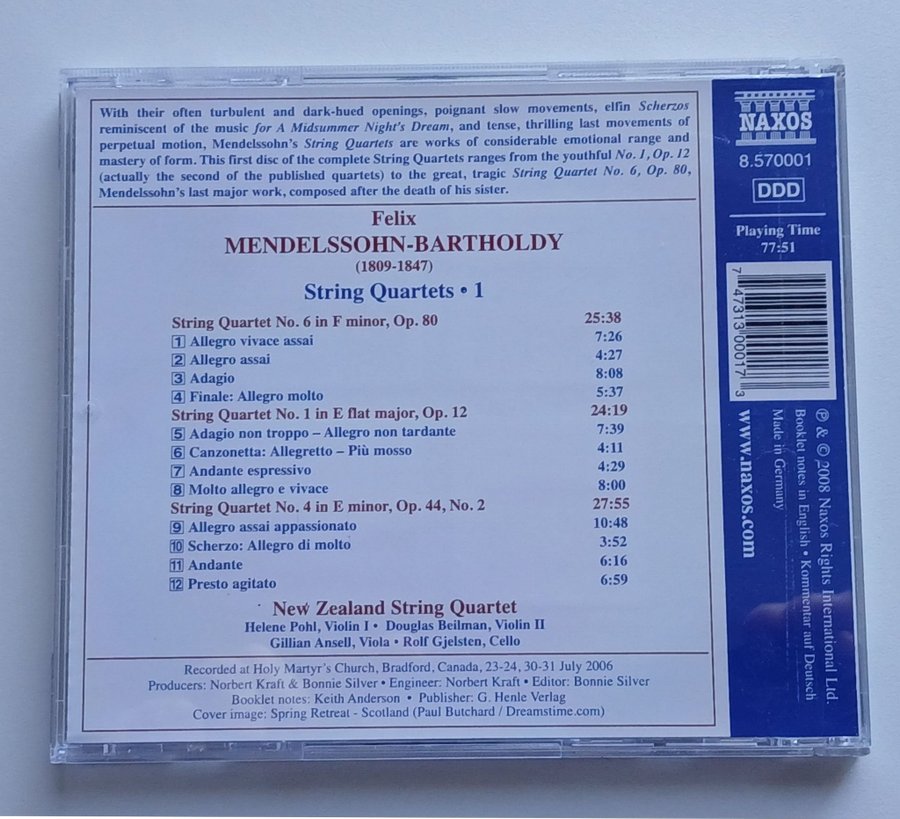 With their often turbulent and dark-hued openings, poignant slow movements, elfin Scherzos
reminiscent of the music for A Midsummer Night's Dream, and tense, thrilling last movements of
perpetual motion, Mendelssohn's String Quartets are works of considerable emotional range and
mastery of form. This first disc of the complete String Quartets ranges from the youthful No. 1, Op. 12
(actually the second of the published quartets) to the great, tragic String Quartet No. 6, Op. 80,
Mendelssohn's last major work, composed after the death of his sister.
Felix
MENDELSSOHN-BARTHOLDY
(1809-1847)
String Quartets • 1
String Quartet No. 6 in F minor, Op. 80 25:38
1 Allegro vivace assai 7:26
2 Allegro assai 4:27
3 Adagio 8:08
4 Finale: Allegro molto 5:37
String Quartet No. 1 in E flat major, Op. 12 24:19
5 Adagio non troppo – Allegro non tardante 7:39
6 Canzonetta: Allegretto – Più mosso 4:11
7 Andante espressivo 4:29
8 Molto allegro e vivace 8:00
String Quartet No. 4 in E minor, Op. 44, No. 2 27:55
9 Allegro assai appassionato 10:48
10 Scherzo: Allegro di molto 3:52
11 Andante 6:16
12 Presto agitato 6:59
New Zealand String Quartet
Helene Pohl, Violin I • Douglas Beilman, Violin II
Gillian Ansell, Viola • Rolf Gjelsten, Cello
Recorded at Holy Martyr's Church, Bradford, Canada, 23-24, 30-31 July 2006
Producers: Norbert Kraft & Bonnie Silver • Engineer: Norbert Kraft • Editor: Bonnie Silver
Booklet notes: Keith Anderson • Publisher: G. Henle Verlag
Cover image: Spring Retreat - Scotland (Paul Butchard / Dreamstime.com)
NAXOS
8.570001
DDD
Playing Time
77:51
7 47313 00017 3
℗ & © 2008 Naxos Rights International Ltd.
Booklet notes in English • Kommentar auf Deutsch
Made in Germany
www.naxos.com